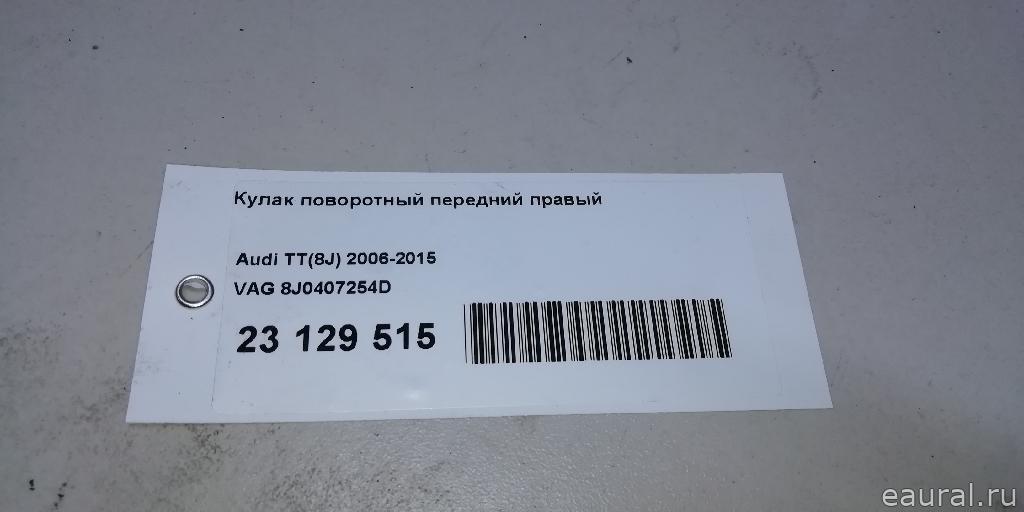 Кулак поворотный передний правый
Audi TT(8J) 2006-2015
VAG 8J0407254D
23 129 515
eaural.ru